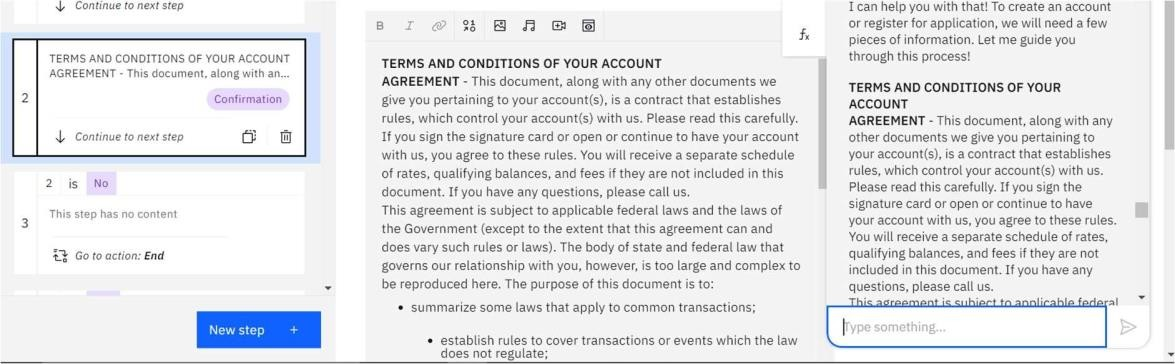 Continue to next step
2
TERMS AND CONDITIONS OF YOUR ACCOUNT
AGREEMENT - This document, along with an...
Confirmation
Continue to next step
2 is No
3
This step has no content
Go to action: End
New step +
B I
TERMS AND CONDITIONS OF YOUR ACCOUNT
AGREEMENT - This document, along with any other documents we
give you pertaining to your account(s), is a contract that establishes
rules, which control your account(s) with us. Please read this carefully.
If you sign the signature card or open or continue to have your account
with us, you agree to these rules. You will receive a separate schedule
of rates, qualifying balances, and fees if they are not included in this
document. If you have any questions, please call us.
This agreement is subject to applicable federal laws and the laws of
the Government (except to the extent that this agreement can and
does vary such rules or laws). The body of state and federal law that
governs our relationship with you, however, is too large and complex to
be reproduced here. The purpose of this document is to:
• summarize some laws that apply to common transactions;
• establish rules to cover transactions or events which the law
does not regulate;
fx
I can help you with that! To create an account
or register for application, we will need a few
pieces of information. Let me guide you
through this process!
TERMS AND CONDITIONS OF YOUR
ACCOUNT
AGREEMENT - This document, along with any
other documents we give you pertaining to
your account(s), is a contract that establishes
rules, which control your account(s) with us.
Please read this carefully. If you sign the
signature card or open or continue to have
your account with us, you agree to these rules.
You will receive a separate schedule of rates,
qualifying balances, and fees if they are not
included in this document. If you have any
questions, please call us.
This agreement is subject to applicable federal
Type something...